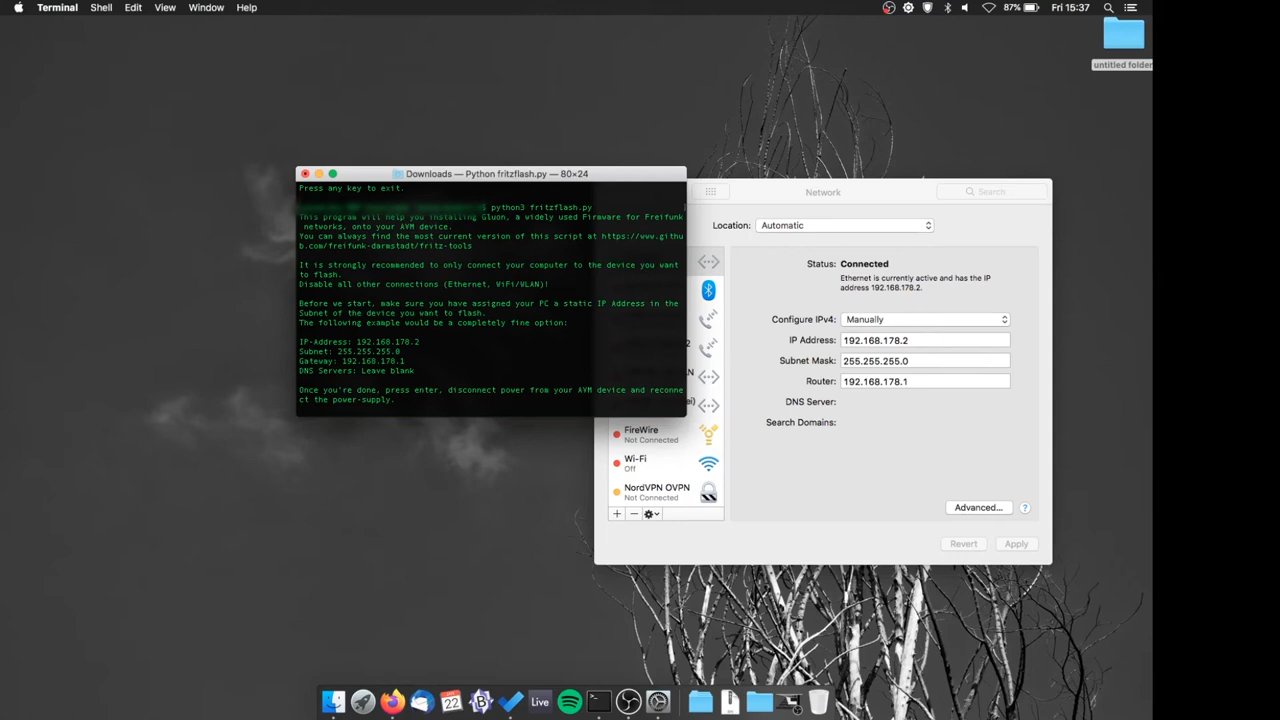 Terminal Shell Edit View Window Help
87% Fri 15:37
untitled folder
Downloads — Python fritzflash.py — 80×24
Press any key to exit.
python3 fritzflash.py
This program will help you installing Gluon, a widely used Firmware for Freifunk
networks, onto your AVM device.
You can always find the most current version of this script at https://www.githu
b.com/freifunk-darmstadt/fritz-tools
It is strongly recommended to only connect your computer to the device you want
to flash.
Disable all other connections (Ethernet, WiFi/WLAN)!
Before we start, make sure you have assigned your PC a static IP Address in the
Subnet of the device you want to flash.
The following example would be a completely fine option:
IP-Address: 192.168.178.2
Subnet: 255.255.255.0
Gateway: 192.168.178.1
DNS Servers: Leave blank
Once you're done, press enter, disconnect power from your AVM device and reconne
ct the power-supply.
Network
Search
Location: Automatic
Status: Connected
Ethernet is currently active and has the IP
address 192.168.178.2.
Configure IPv4: Manually
IP Address: 192.168.178.2
Subnet Mask: 255.255.255.0
Router: 192.168.178.1
DNS Server:
Search Domains:
FireWire
Not Connected
Wi-Fi
Off
NordVPN OVPN
Not Connected
Advanced...
?
Revert
Apply
22
Live